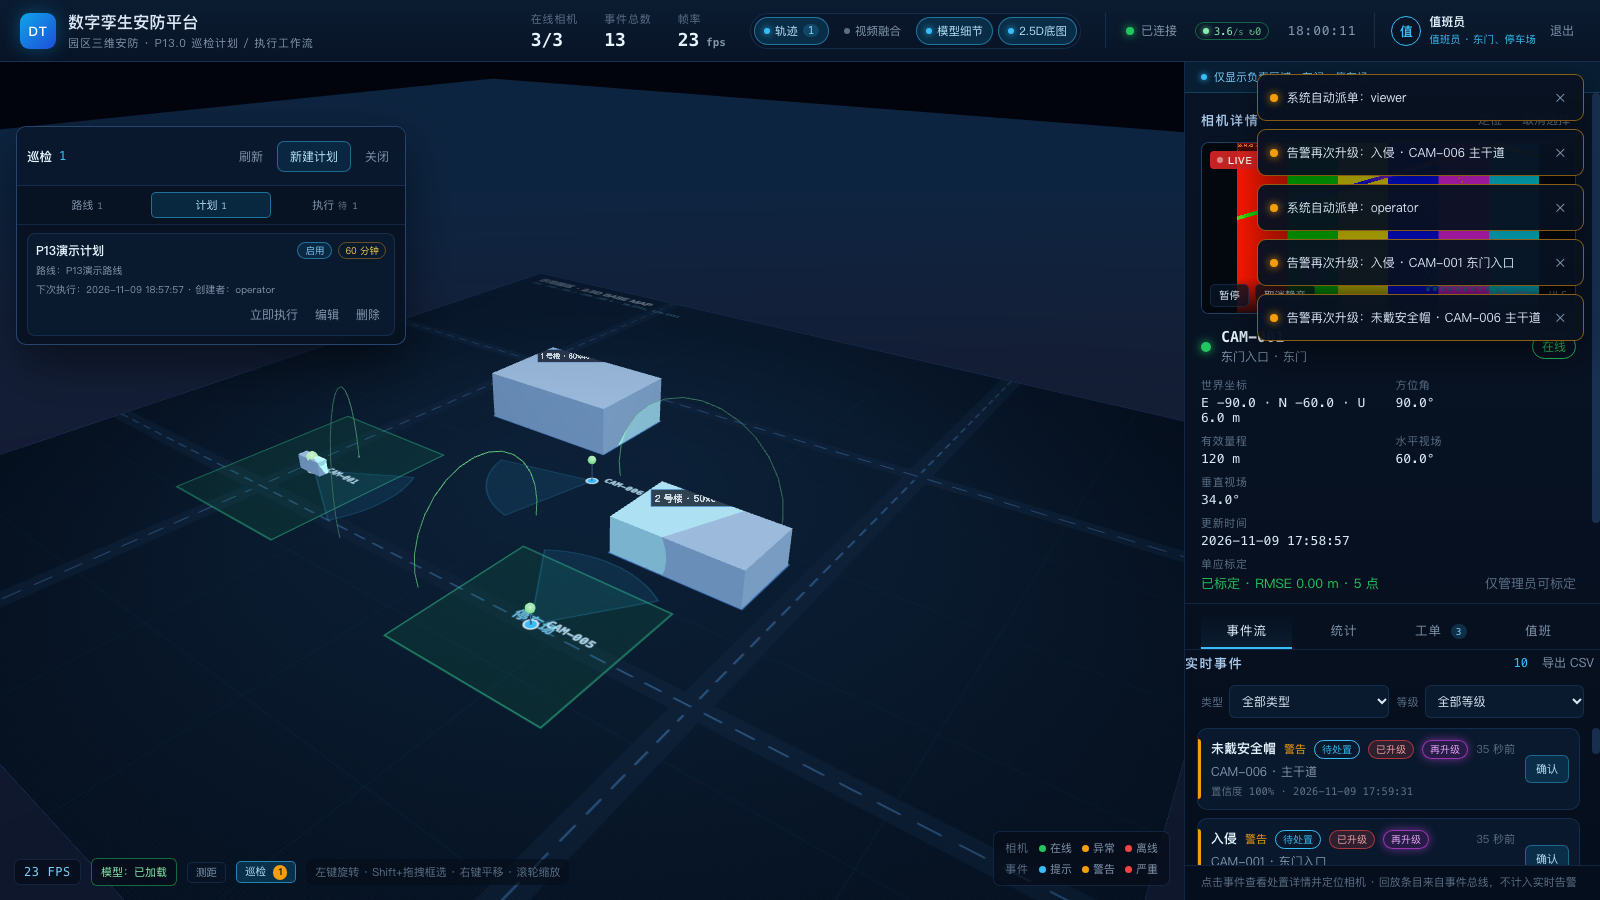 DT
数字孪生安防平台
园区三维安防 · P13.0 巡检计划 / 执行工作流
在线相机
3/3
事件总数
13
帧率
23 fps
轨迹 1
视频融合
模型细节
2.5D底图
已连接
3.6/s ↻0
18:00:11
值
值班员
值班员 · 东门、停车场
退出
巡检 1
刷新
新建计划
关闭
路线 1
计划 1
执行 待 1
P13演示计划
启用
60 分钟
路线: P13演示路线
下次执行: 2026-11-09 18:57:57 · 创建者: operator
立即执行
编辑
删除
1 号楼 · 60x40
2 号楼 · 50x
CAM-001
CAM-006
停车场
CAM-005
23 FPS
模型: 已加载
测距
巡检 1
左键旋转 · Shift+拖拽框选 · 右键平移 · 滚轮缩放
相机 在线 异常 离线
事件 提示 警告 严重
系统自动派单: viewer ×
告警再次升级: 入侵 · CAM-006 主干道 ×
系统自动派单: operator ×
告警再次升级: 入侵 · CAM-001 东门入口 ×
告警再次升级: 未戴安全帽 · CAM-006 主干道 ×
相机详情
LIVE
暂停
东门入口 · 东门
在线
世界坐标
E -90.0 · N -60.0 · U
6.0 m
方位角
90.0°
有效量程
120 m
水平视场
60.0°
垂直视场
34.0°
更新时间
2026-11-09 17:58:57
单应标定
已标定 · RMSE 0.00 m · 5 点
仅管理员可标定
事件流
统计
工单 3
值班
实时事件
10
导出 CSV
类型
全部类型
等级
全部等级
未戴安全帽 警告 待处置 已升级 再升级 35 秒前
CAM-006 · 主干道
置信度 100% · 2026-11-09 17:59:31
确认
入侵 警告 待处置 已升级 再升级 35 秒前
CAM-001 · 东门入口
确认
点击事件查看处置详情并定位相机 · 回放条目来自事件总线，不计入实时告警